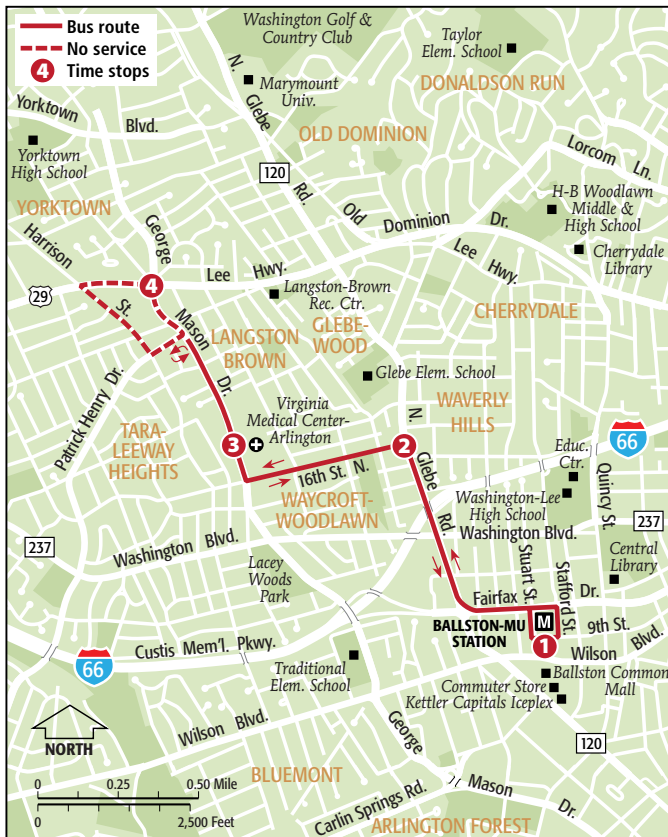 Bus route
No service
4 Time stops
Washington Golf &
Country Club
Taylor
Elem. School
Marymount
Univ.
DONALDSON RUN
N. Glebe Rd.
Yorktown Blvd.
OLD DOMINION
Yorktown
High School
120
Lorcom Ln.
H-B Woodlawn
Middle &
High School
YORKTOWN
Old Dominion Dr.
George Mason Dr.
Harrison St.
Lee Hwy.
Lee Hwy.
Cherrydale
Library
29
4
Langston-Brown
Rec. Ctr.
CHERRYDALE
GLEBE-
WOOD
LANGSTON
BROWN
Patrick Henry Dr.
Glebe Elem. School
WAVERLY
HILLS
Virginia
Medical Center-
Arlington
TARA-
LEEWAY
HEIGHTS
3
2
N. Glebe Rd.
66
Educ.
Ctr.
16th St. N.
Quincy St.
WAYCROFT-
WOODLAWN
Washington-Lee
High School
Washington Blvd.
237
237
Washington Blvd.
Stuart St.
Stafford St.
Central
Library
Lacey
Woods
Park
Fairfax Dr.
M
BALLSTON-MU
STATION
9th St.
1
Wilson Blvd.
Custis Mem'l. Pkwy.
66
Traditional
Elem. School
Ballston Common
Mall
Commuter Store
Kettler Capitals Iceplex
NORTH
Wilson Blvd.
George Mason Dr.
120
0 0.25 0.50 Mile
0 2,500 Feet
BLUEMONT
Carlin Springs Rd.
ARLINGTON FOREST